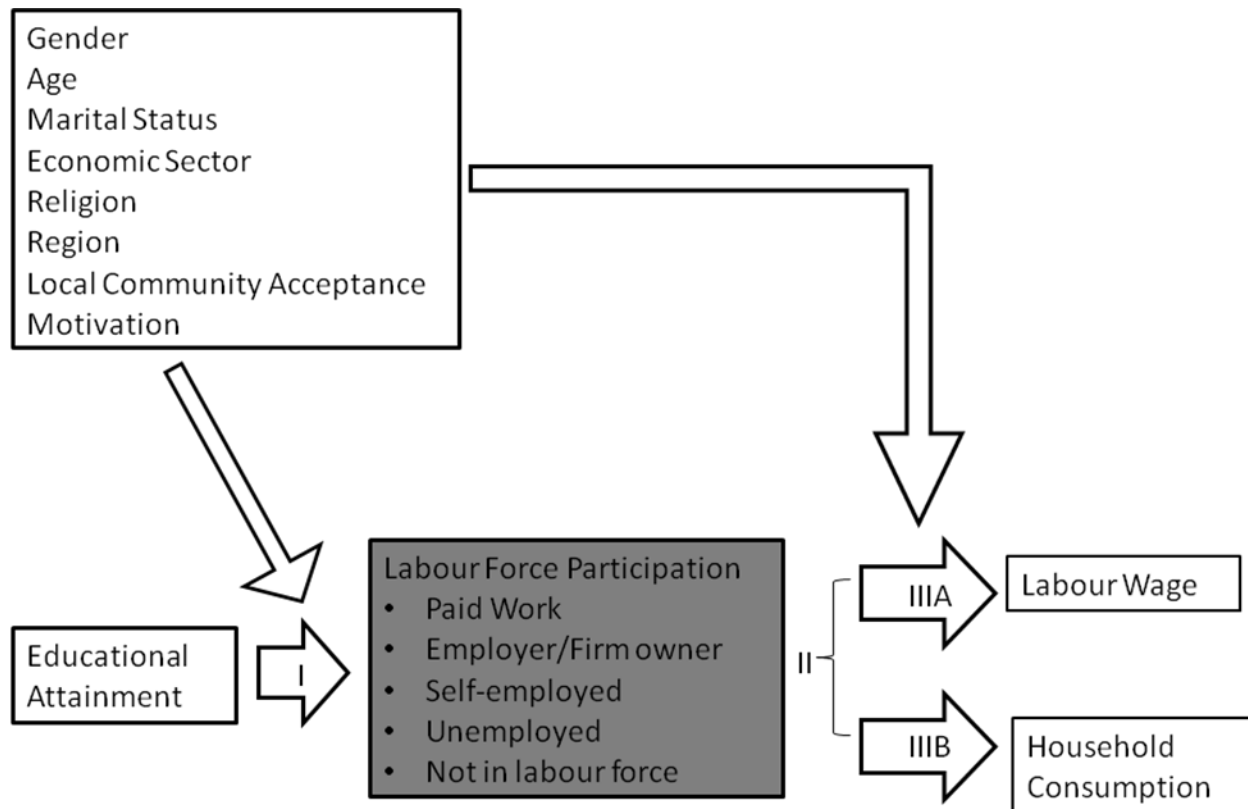 Gender
Age
Marital Status
Economic Sector
Religion
Region
Local Community Acceptance
Motivation
Educational
Attainment
I
Labour Force Participation
• Paid Work
• Employer/Firm owner
• Self-employed
• Unemployed
• Not in labour force
II
IIIA
Labour Wage
IIIB
Household
Consumption